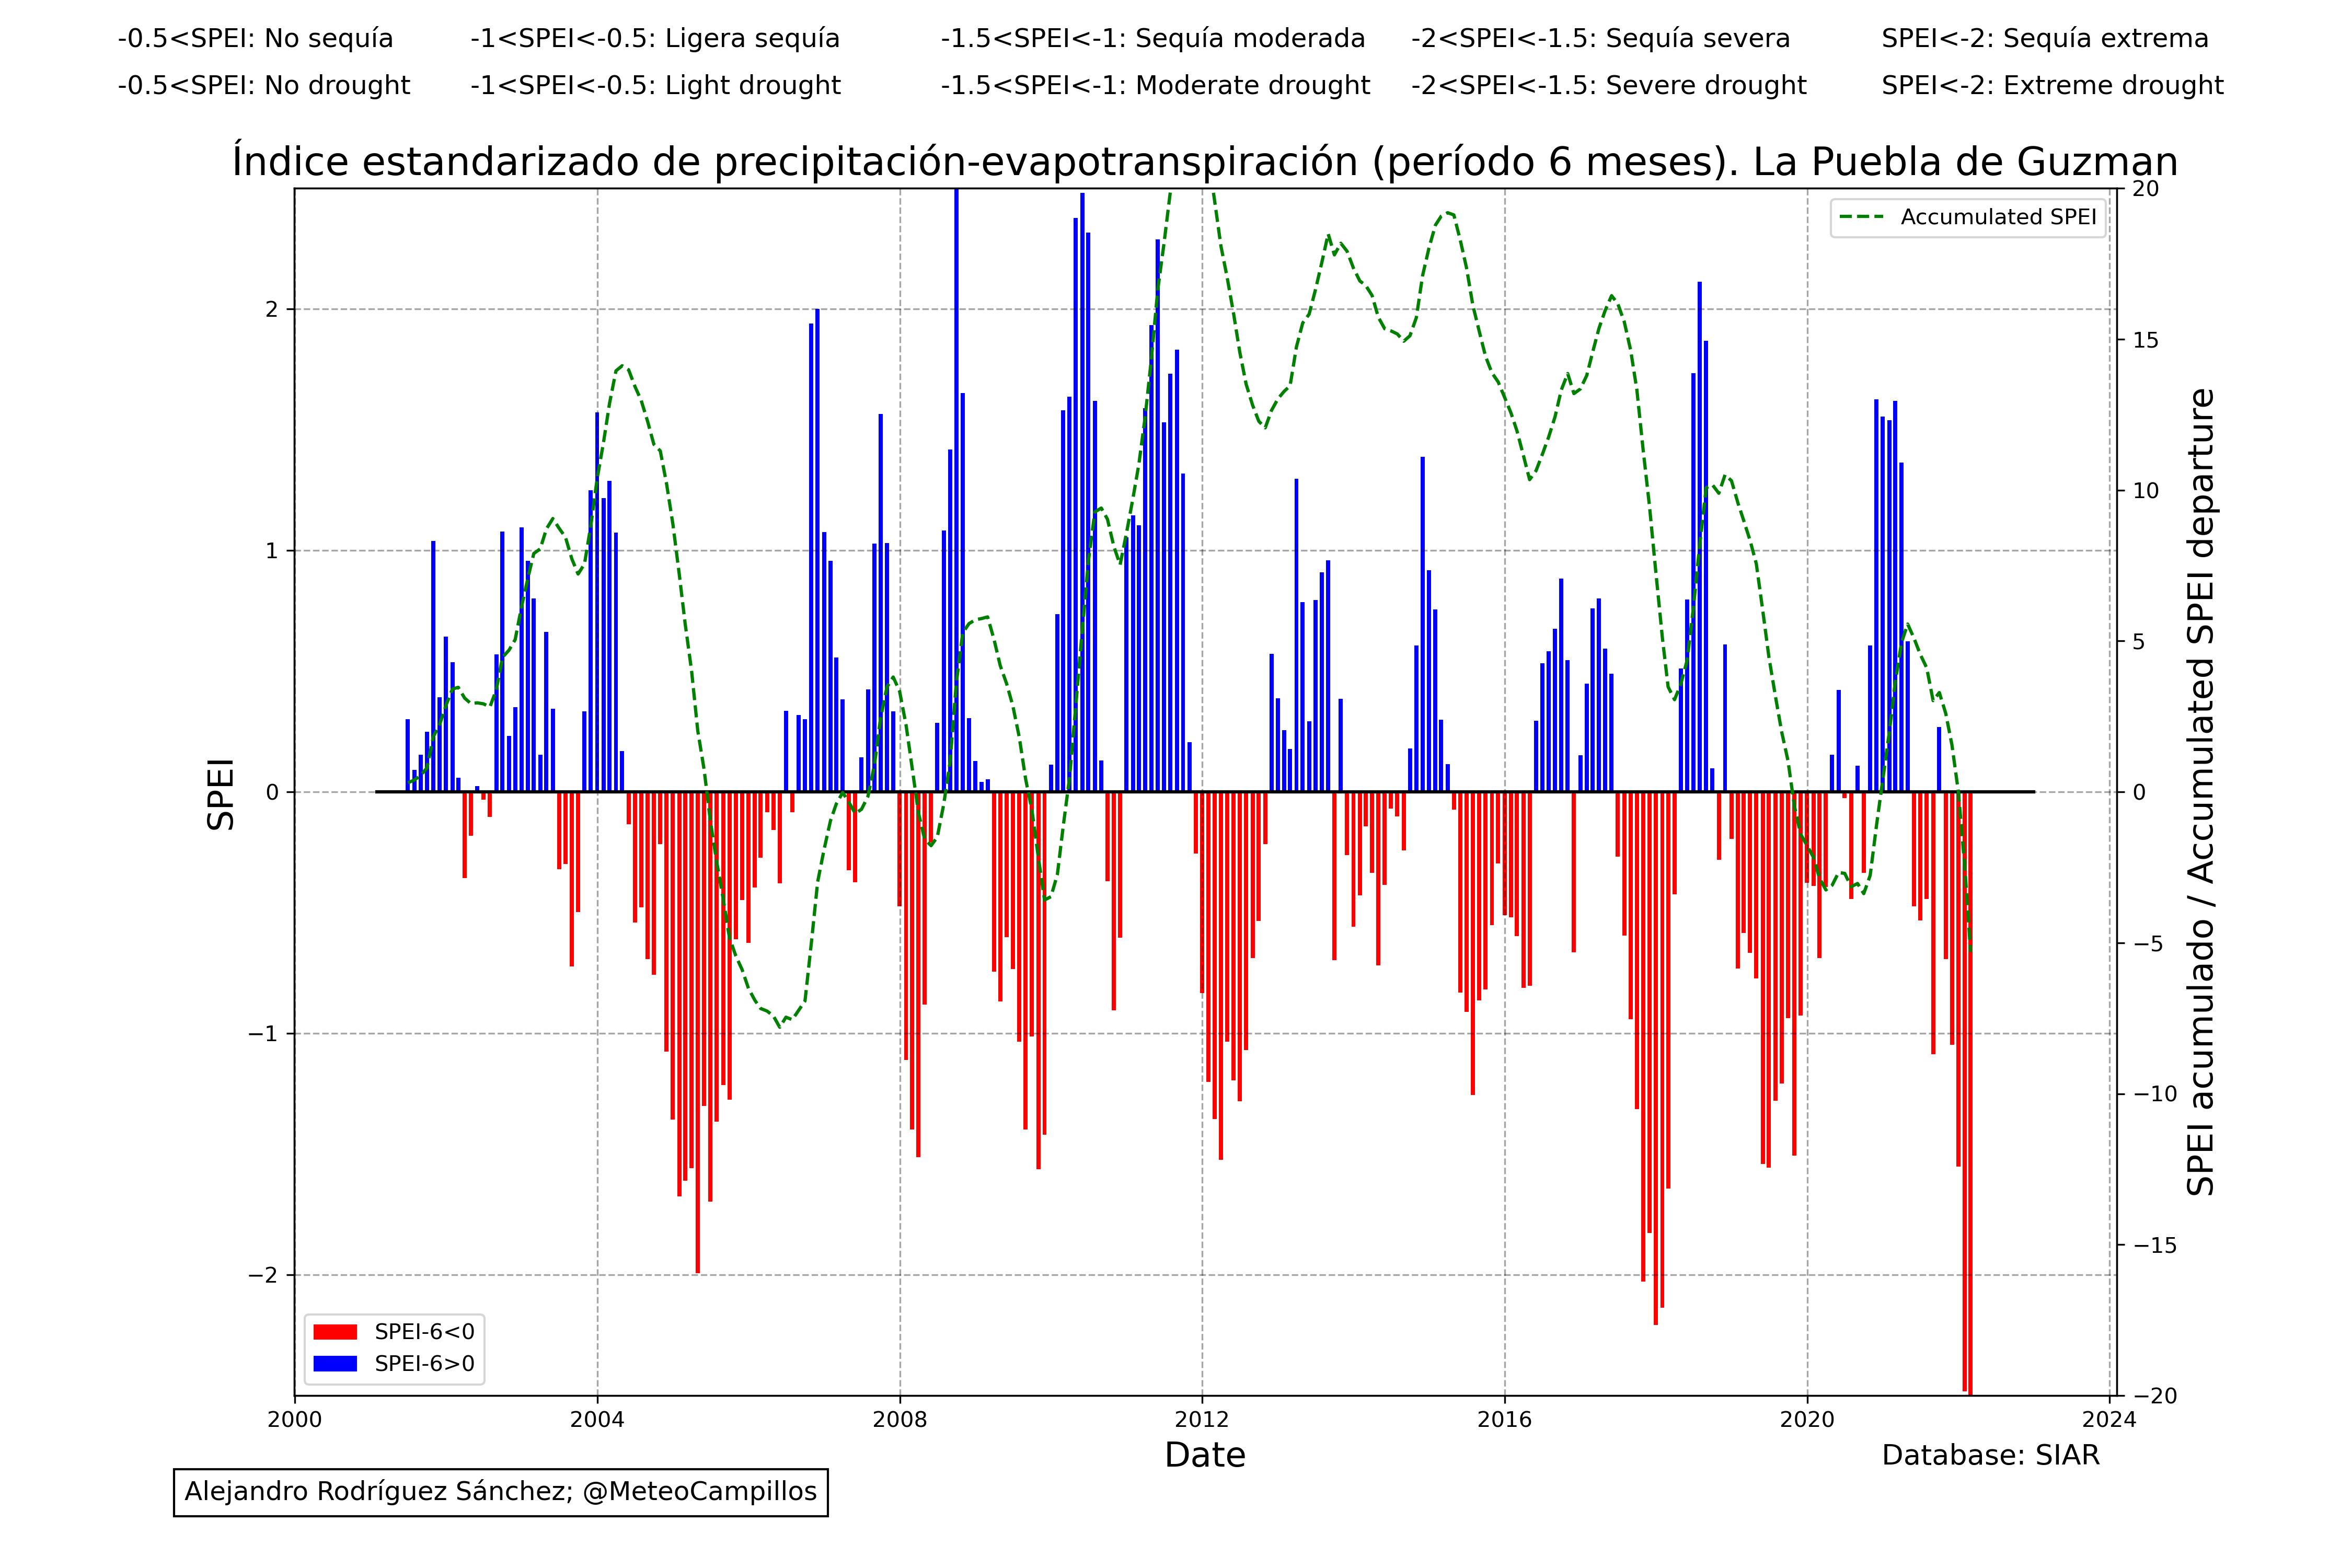 -0.5<SPEI: No sequía -1<SPEI<-0.5: Ligera sequía -1.5<SPEI<-1: Sequía moderada -2<SPEI<-1.5: Sequía severa SPEI<-2: Sequía extrema
-0.5<SPEI: No drought -1<SPEI<-0.5: Light drought -1.5<SPEI<-1: Moderate drought -2<SPEI<-1.5: Severe drought SPEI<-2: Extreme drought
Índice estandarizado de precipitación-evapotranspiración (período 6 meses). La Puebla de Guzman
Accumulated SPEI
SPEI
2
1
0
−1
−2
20
15
10
5
0
−5
−10
−15
−20
SPEI acumulado / Accumulated SPEI departure
SPEI-6<0
SPEI-6>0
2000 2004 2008 2012 2016 2020 2024
Date
Database: SIAR
Alejandro Rodríguez Sánchez; @MeteoCampillos